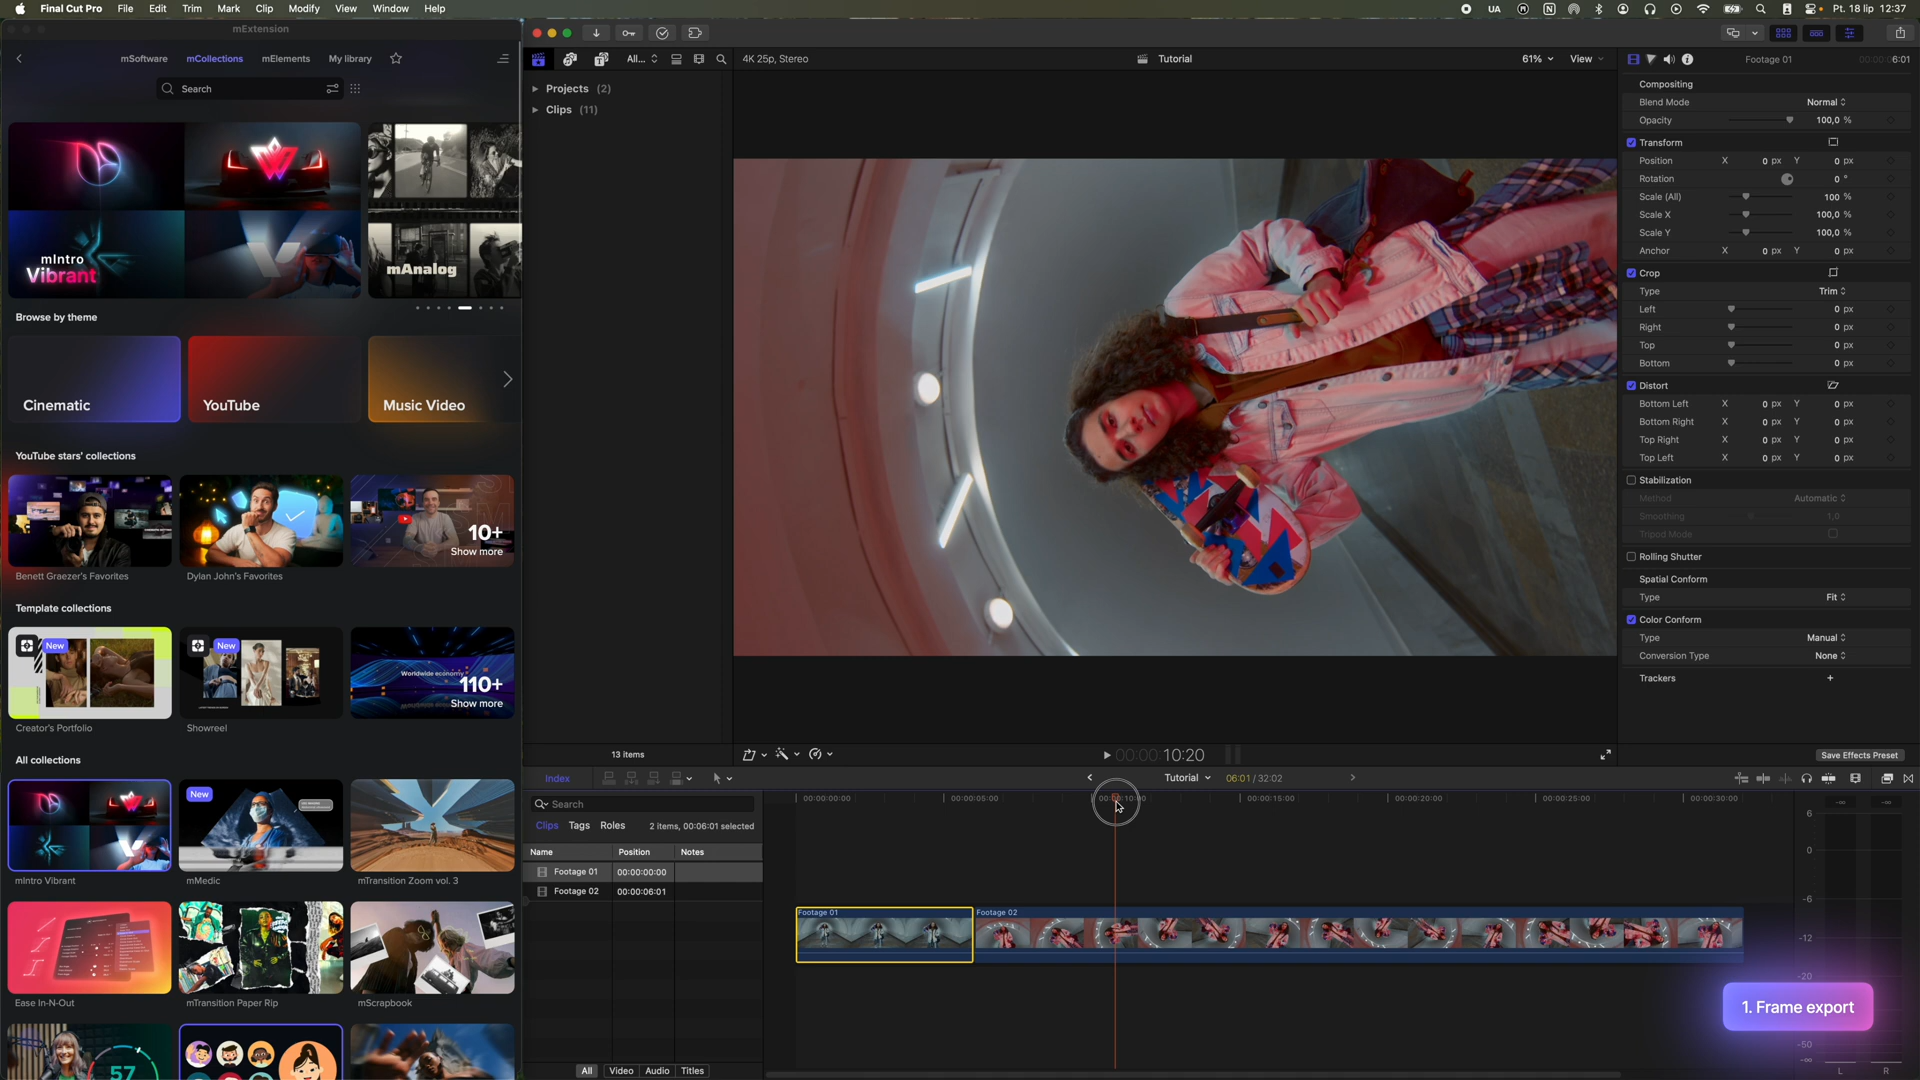 Final Cut Pro File Edit Trim Mark Clip Modify View Window Help
UA
Pt. 18 lip 12:37
mExtension
mSoftware mCollections mElements My library
Search
mIntro
Vibrant
mAnalog
Browse by theme
Cinematic
YouTube
Music Video
YouTube stars' collections
10+
Show more
Benett Graezer's Favorites
Dylan John's Favorites
Template collections
New
New
Worldwide economy
110+
Show more
Creator's Portfolio
Showreel
All collections
New
mIntro Vibrant
mMedic
mTransition Zoom vol. 3
Ease In-N-Out
mTransition Paper Rip
mScrapbook
57
All...
Projects (2)
Clips (11)
13 items
4K 25p, Stereo
Tutorial
61%
View
00:00:00:10:20
Footage 01
6:01
Compositing
Blend Mode Normal
Opacity 100,0 %
Transform
Position X 0 px Y 0 px
Rotation 0 °
Scale (All) 100 %
Scale X 100,0 %
Scale Y 100,0 %
Anchor X 0 px Y 0 px
Crop
Type Trim
Left 0 px
Right 0 px
Top 0 px
Bottom 0 px
Distort
Bottom Left X 0 px Y 0 px
Bottom Right X 0 px Y 0 px
Top Right X 0 px Y 0 px
Top Left X 0 px Y 0 px
Stabilization
Method Automatic
Smoothing 1,0
Tripod Mode
Rolling Shutter
Spatial Conform
Type Fit
Color Conform
Type Manual
Conversion Type None
Trackers +
Save Effects Preset
Index
Tutorial 06:01 / 32:02
Search
Clips Tags Roles 2 items, 00:06:01 selected
Name Position Notes
Footage 01 00:00:00:00
Footage 02 00:00:06:01
All Video Audio Titles
00:00:00:00 00:00:05:00 00:00:15:00 00:00:20:00 00:00:25:00 00:00:30:00
Footage 01
Footage 02
6
0
-6
-12
-20
-50
-∞
L R
1. Frame export